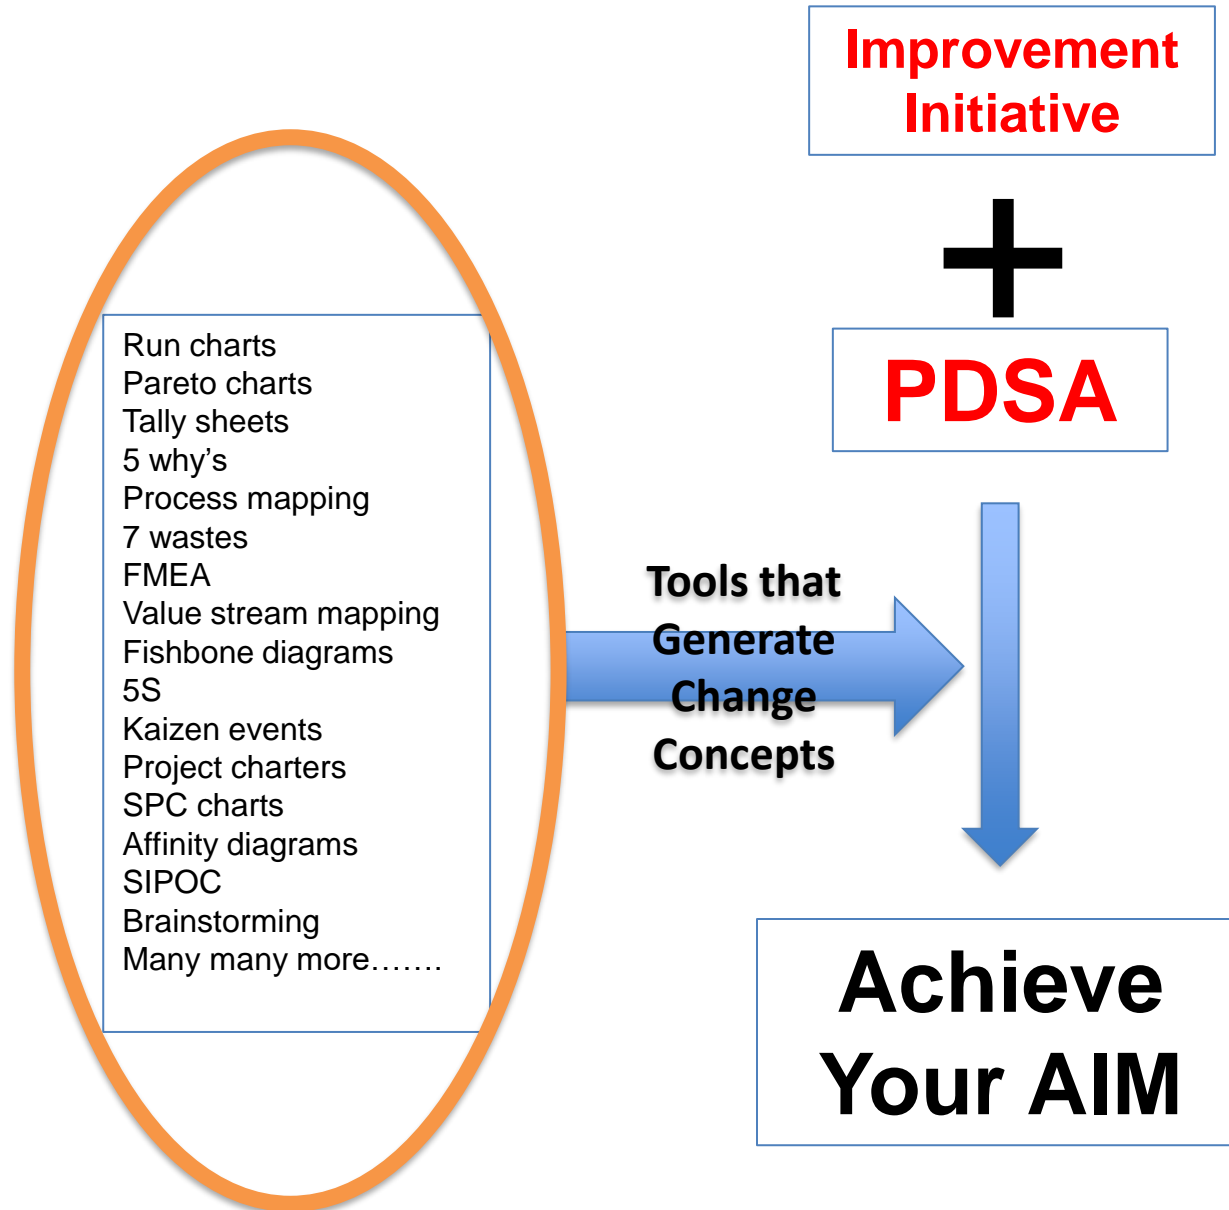 Improvement
Initiative
PDSA
Run charts
Pareto charts
Tally sheets
5 why’s
Process mapping
7 wastes
FMEA
Value stream mapping
Fishbone diagrams
5S
Kaizen events
Project charters
SPC charts
Affinity diagrams
SIPOC
Brainstorming
Many many more…….
Tools that
Generate
Change
Concepts
Achieve
Your AIM